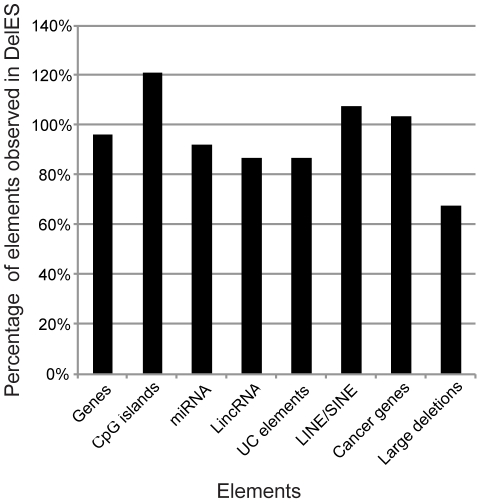 Percentage of elements observed in DelES
140%
120%
100%
80%
60%
40%
20%
0%
Genes
CpG islands
miRNA
LincRNA
UC elements
LINE/SINE
Cancer genes
Large deletions
Elements